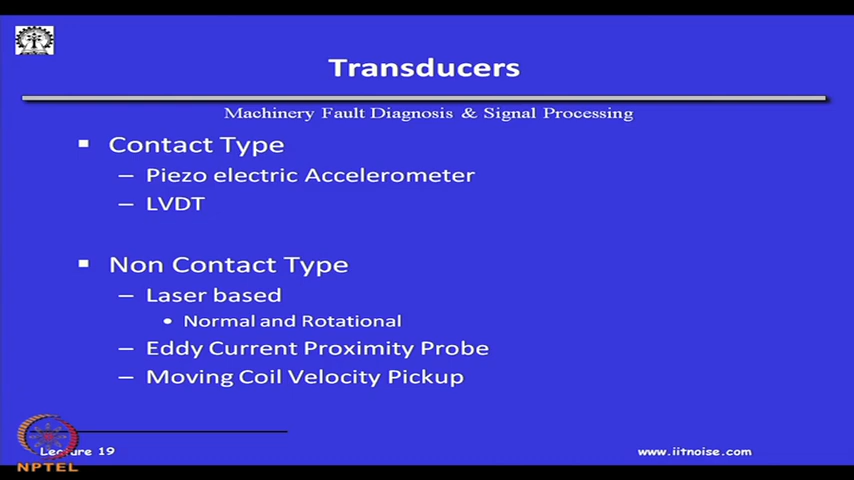 Transducers
Machinery Fault Diagnosis & Signal Processing
▪ Contact Type
– Piezo electric Accelerometer
– LVDT
▪ Non Contact Type
– Laser based
• Normal and Rotational
– Eddy Current Proximity Probe
– Moving Coil Velocity Pickup
Lecture 19
www.iitnoise.com
NPTEL